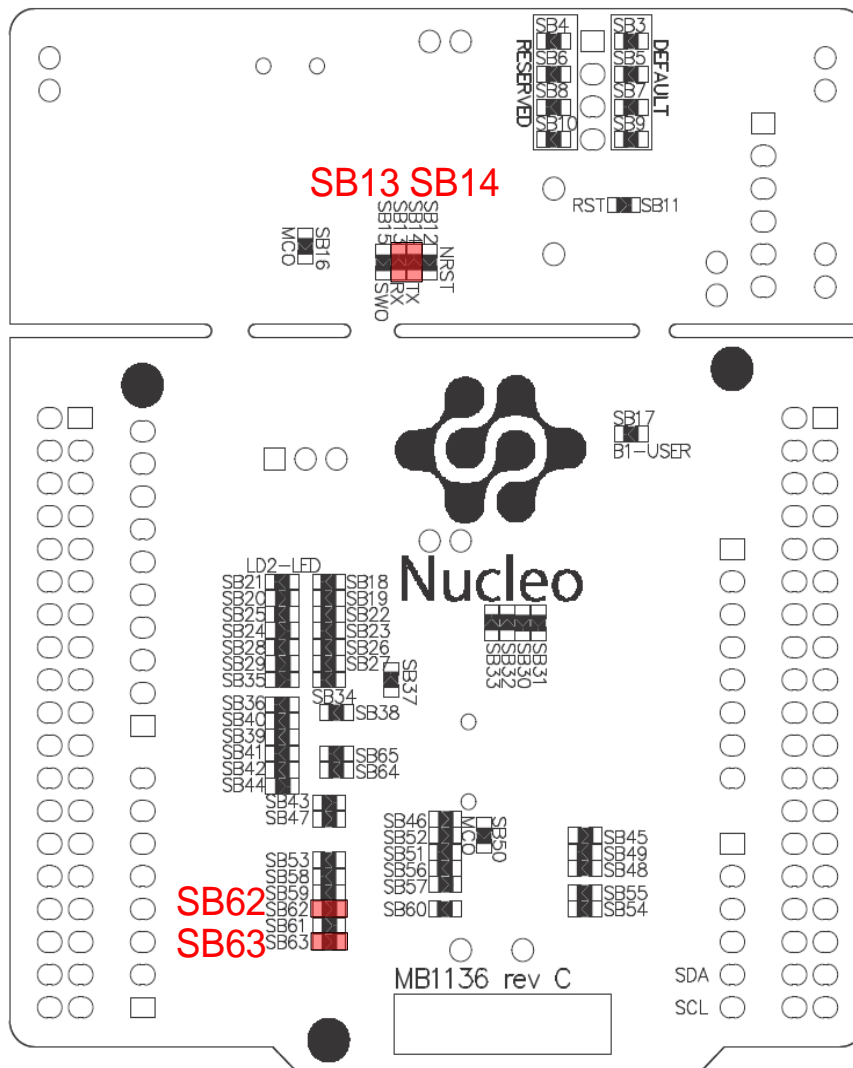 SB4
SB3
SB6
SB5
SB8
SB7
SB10
SB9
RESERVED
DEFAULT
SB13 SB14
RST
SB11
SB15
SB13
SB14
SB12
SWO
RX
TX
NRST
MCO
SB16
SB17
B1-USER
Nucleo
LD2-LED
SB21
SB18
SB20
SB19
SB25
SB22
SB24
SB23
SB28
SB26
SB29
SB27
SB35
SB34
SB37
SB33
SB32
SB30
SB31
SB36
SB38
SB40
SB39
SB41
SB65
SB42
SB64
SB44
SB43
SB47
SB46
SB52
SB51
SB56
SB57
SB60
MCO
SB50
SB45
SB49
SB48
SB55
SB54
SB53
SB58
SB59
SB62
SB62
SB61
SB63
SB63
MB1136 rev C
SDA
SCL